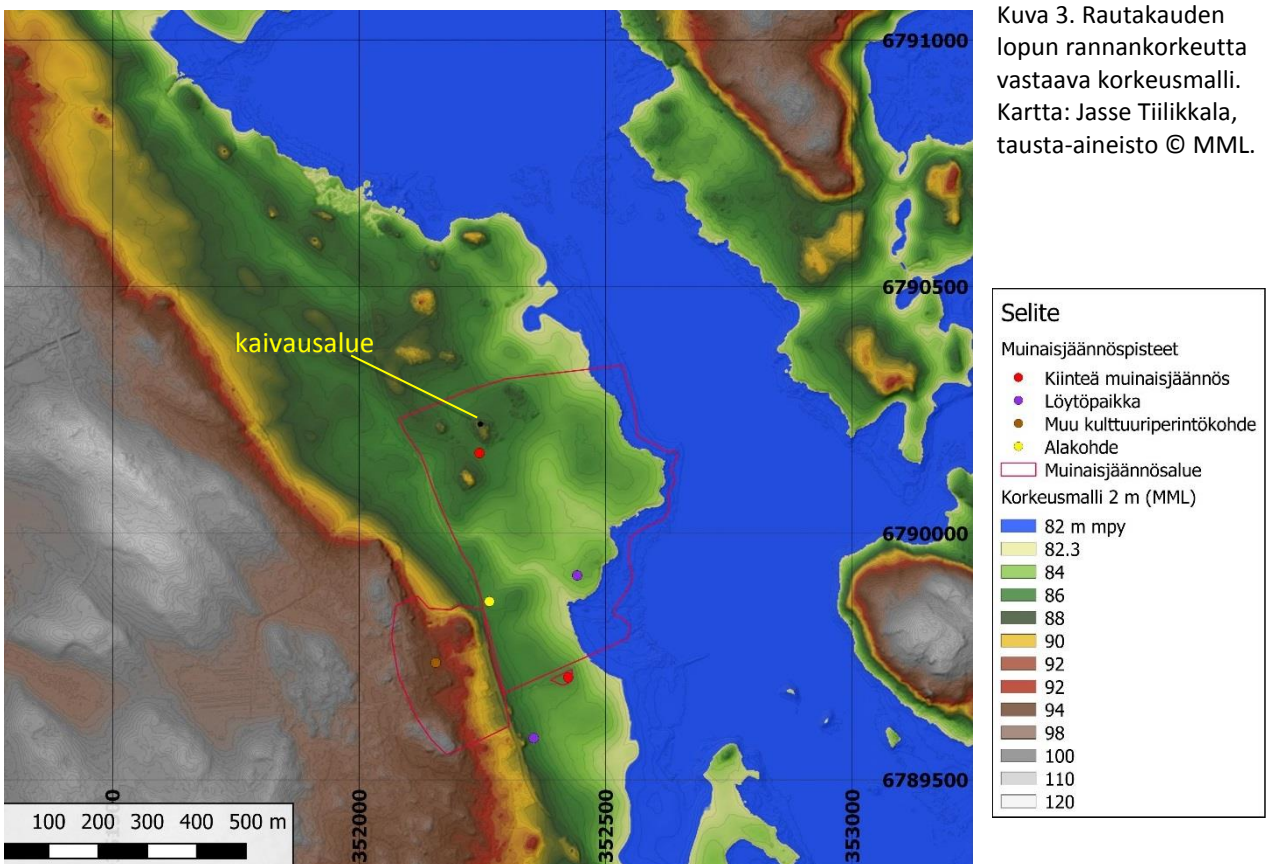 Kuva 3. Rautakauden
lopun rannankorkeutta
vastaava korkeusmalli.
Kartta: Jasse Tiilikkala,
tausta-aineisto © MML.
6791000
6790500
kaivausalue
6790000
6789500
352000
352500
353000
100 200 300 400 500 m
Selite
Muinaisjäännöspisteet
Kiinteä muinaisjäännös
Löytöpaikka
Muu kulttuuriperintökohde
Alakohde
Muinaisjäännösalue
Korkeusmalli 2 m (MML)
82 m mpy
82.3
84
86
88
90
92
92
94
98
100
110
120